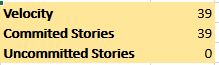 Velocity 39
Commited Stories 39
Uncommitted Stories 0